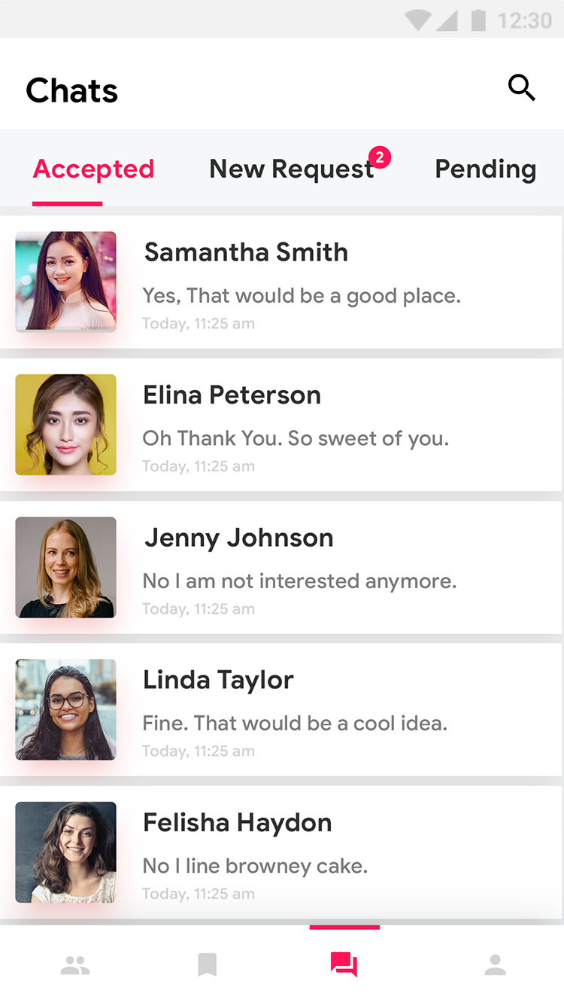 12:30
Chats
Accepted New Request 2 Pending
Samantha Smith
Yes, That would be a good place.
Today, 11:25 am
Elina Peterson
Oh Thank You. So sweet of you.
Today, 11:25 am
Jenny Johnson
No I am not interested anymore.
Today, 11:25 am
Linda Taylor
Fine. That would be a cool idea.
Today, 11:25 am
Felisha Haydon
No I line browney cake.
Today, 11:25 am